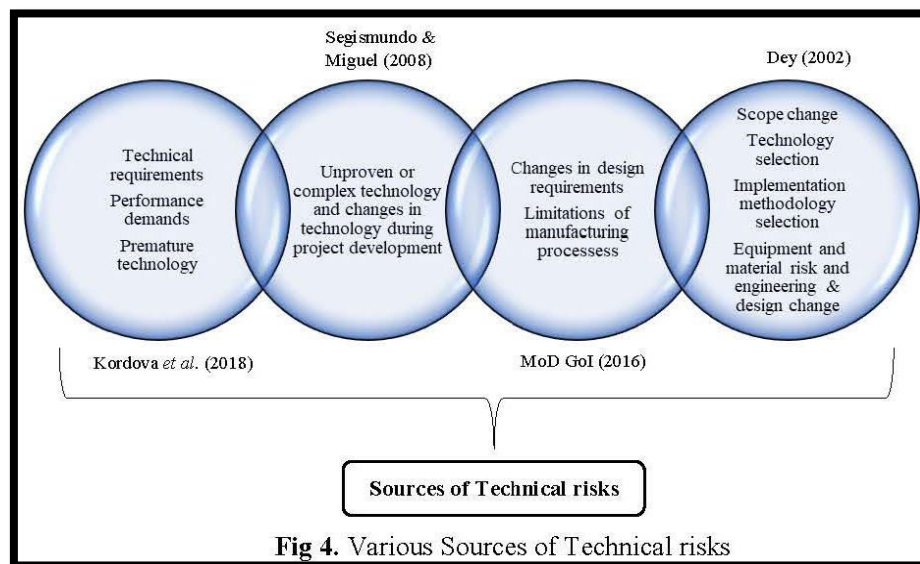 Segismundo &
Miguel (2008)
Dey (2002)
Technical
requirements
Performance
demands
Premature
technology
Unproven or
complex technology
and changes in
technology during
project development
Changes in design
requirements
Limitations of
manufacturing
processess
Scope change
Technology
selection
Implementation
methodology
selection
Equipment and
material risk and
engineering &
design change
Kordova et al. (2018)
MoD GoI (2016)
Sources of Technical risks
Fig 4. Various Sources of Technical risks